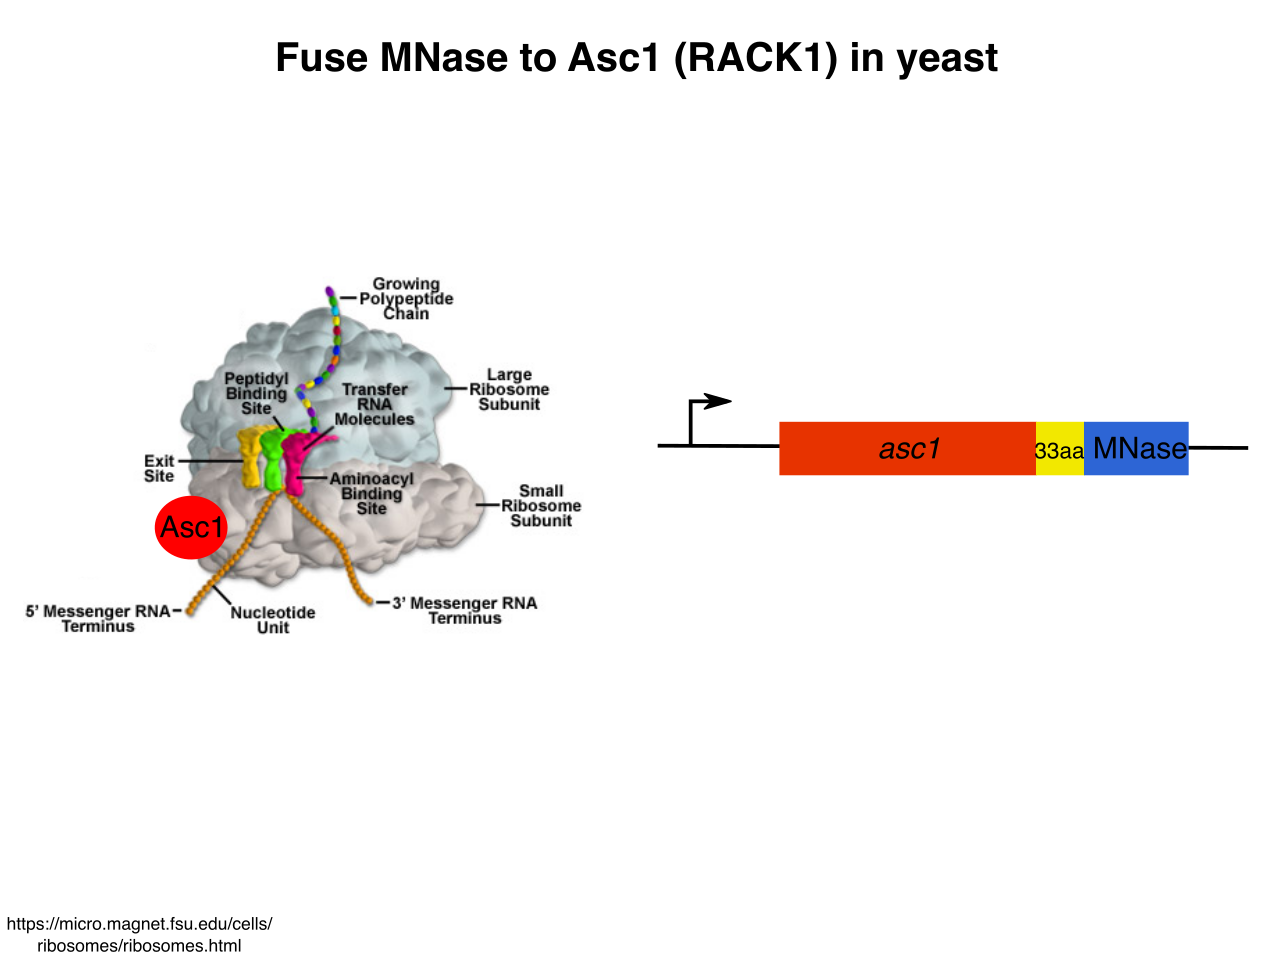 Fuse MNase to Asc1 (RACK1) in yeast
Growing
Polypeptide
Chain
Peptidyl
Binding
Site
Transfer
RNA
Molecules
Large
Ribosome
Subunit
Exit
Site
Aminoacyl
Binding
Site
Small
Ribosome
Subunit
Asc1
5' Messenger RNA
Terminus
Nucleotide
Unit
3' Messenger RNA
Terminus
asc1
33aa
MNase
https://micro.magnet.fsu.edu/cells/
ribosomes/ribosomes.html